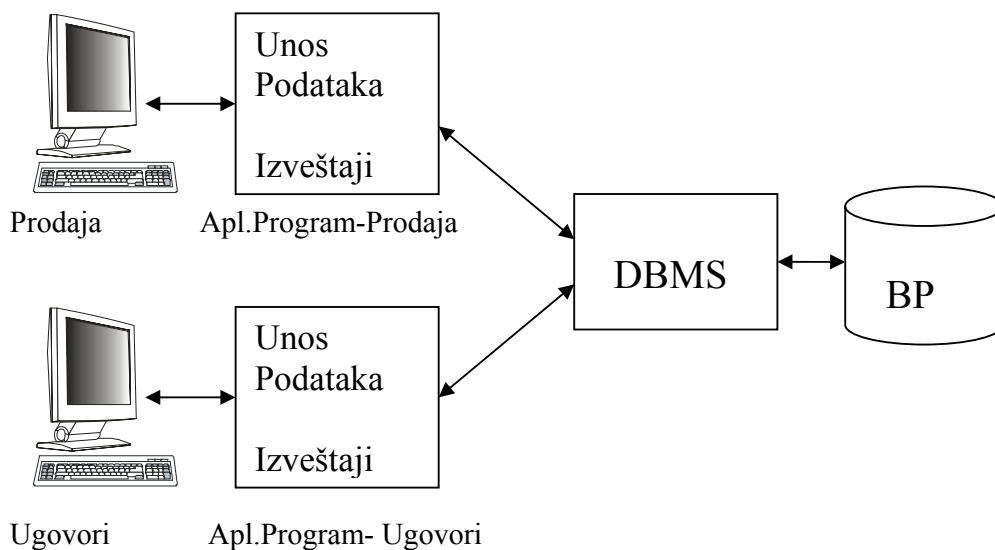 Unos
Podataka
Izveštaji
Prodaja
Apl.Program-Prodaja
DBMS
BP
Unos
Podataka
Izveštaji
Ugovori
Apl.Program- Ugovori